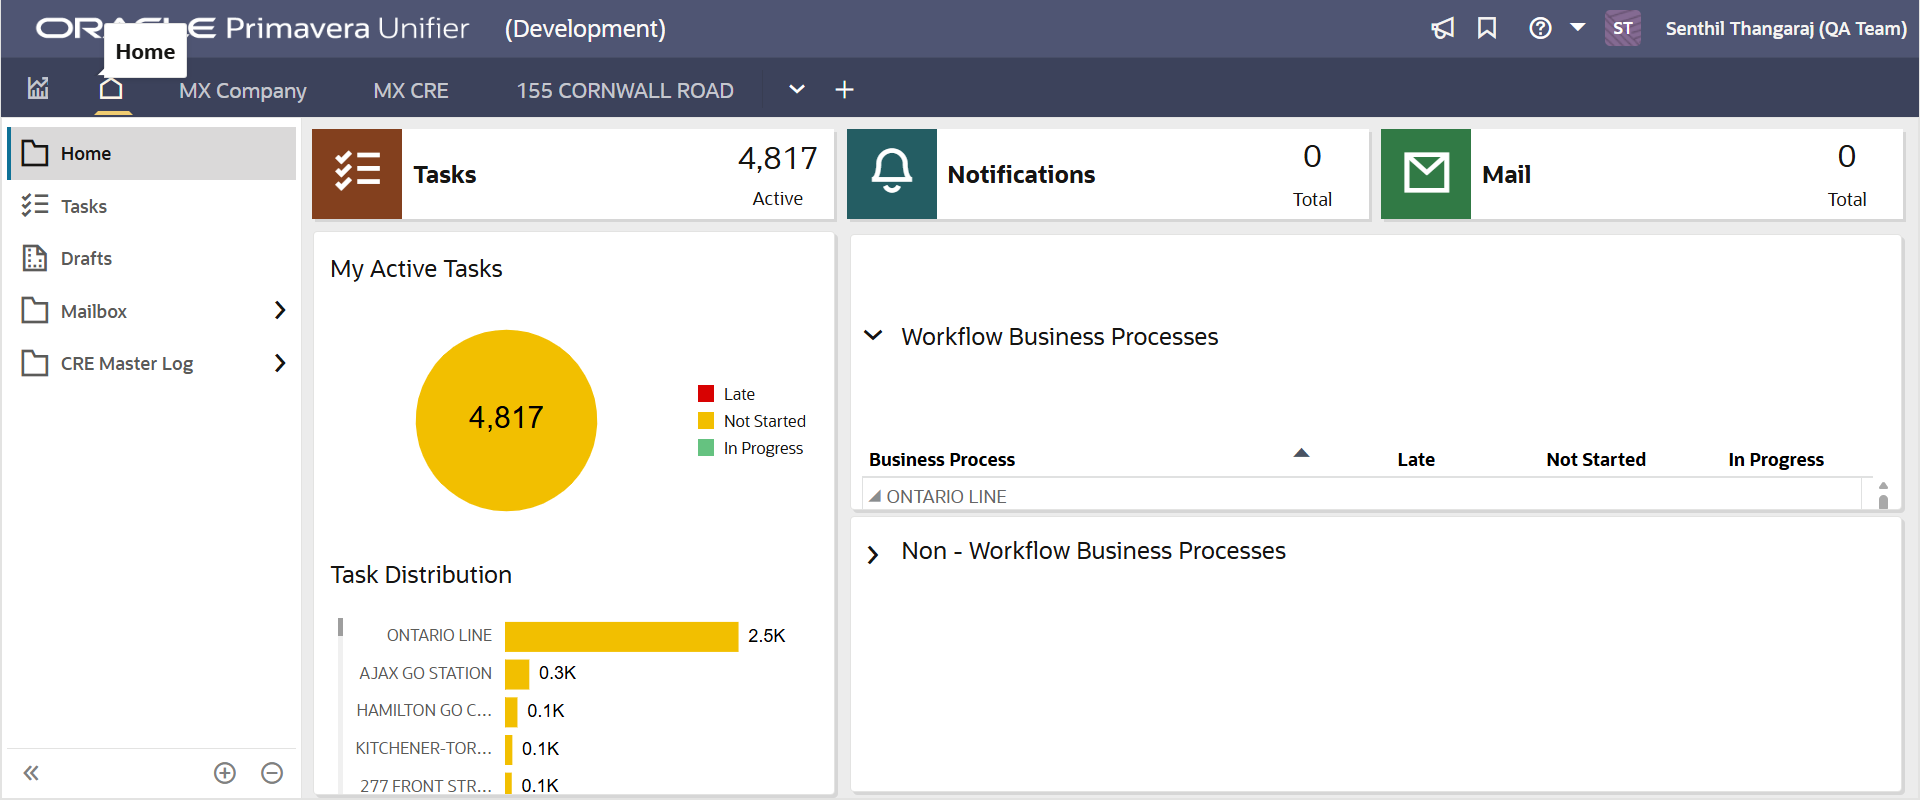 ORACLE Primavera Unifier (Development)
Home
ST Senthil Thangaraj (QA Team)
MX Company MX CRE 155 CORNWALL ROAD
Home
Tasks
Drafts
Mailbox
CRE Master Log
Tasks
4,817
Active
Notifications
0
Total
Mail
0
Total
My Active Tasks
4,817
Late
Not Started
In Progress
Task Distribution
ONTARIO LINE 2.5K
AJAX GO STATION 0.3K
HAMILTON GO C... 0.1K
KITCHENER-TOR... 0.1K
277 FRONT STR... 0.1K
Workflow Business Processes
Business Process Late Not Started In Progress
ONTARIO LINE
Non - Workflow Business Processes